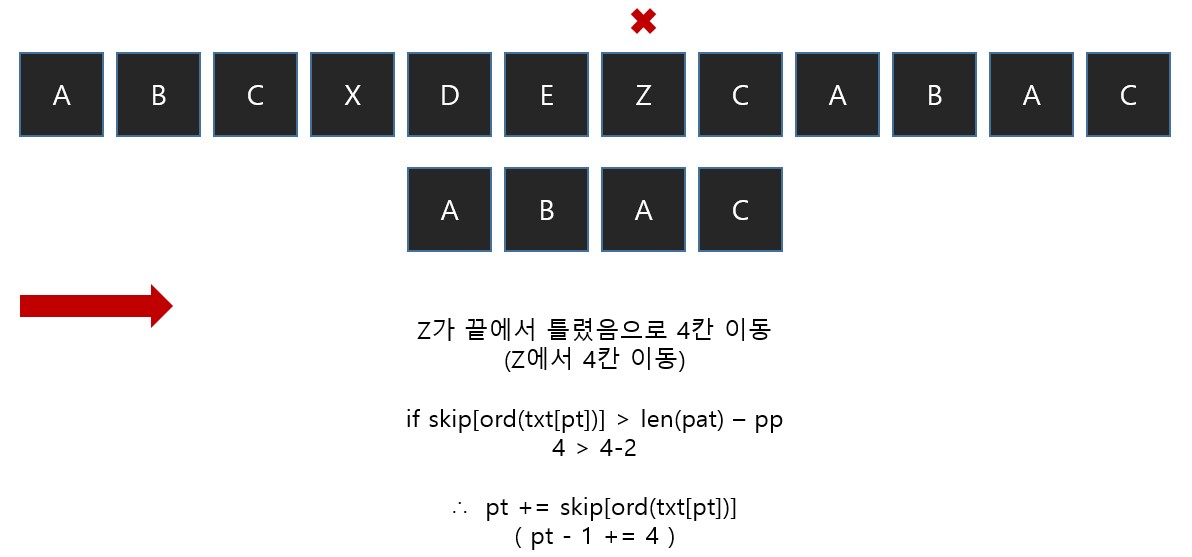 A B C X D E Z C A B A C
A B A C
Z가 끝에서 틀렸음으로 4칸 이동
(Z에서 4칸 이동)
if skip[ord(txt[pt])] > len(pat) – pp
4 > 4-2
∴ pt += skip[ord(txt[pt])]
( pt - 1 += 4 )